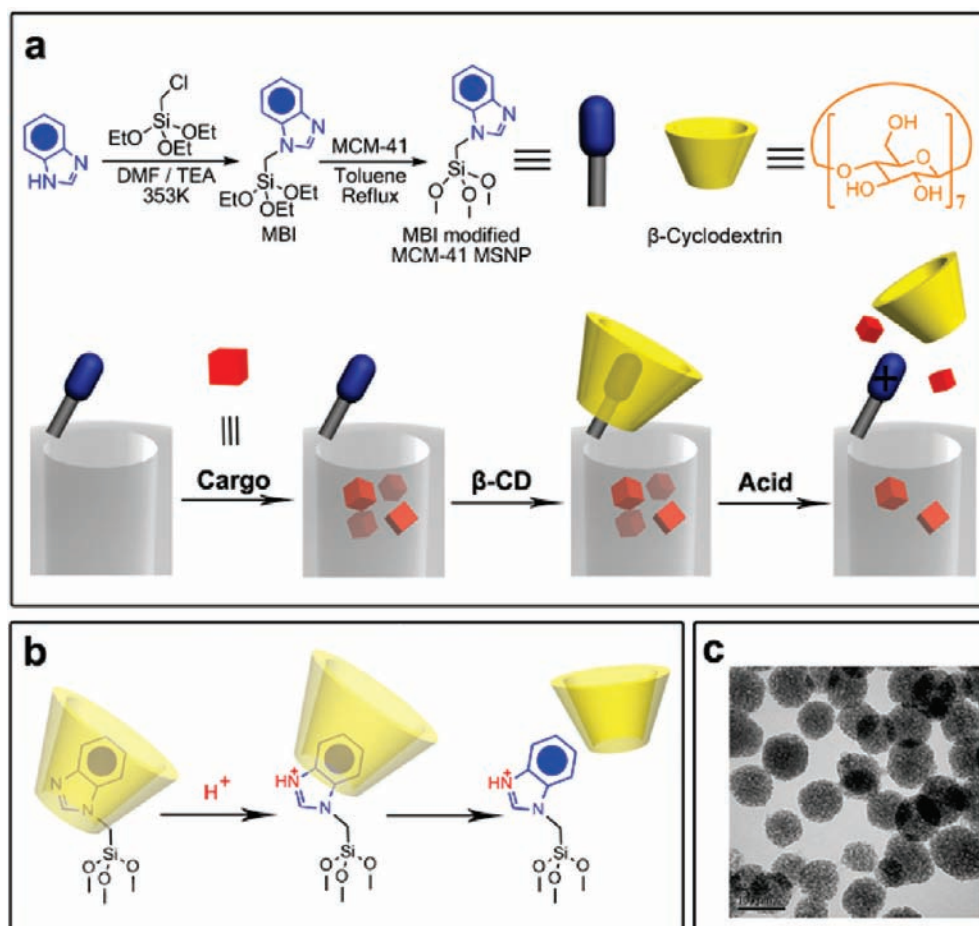 a
Cl
Si
EtO
OEt
OEt
DMF / TEA
353K
N
HN
N
N
Si
EtO
OEt
OEt
MBI
MCM-41
Toluene
Reflux
N
N
Si
O
O
O
MBI modified
MCM-41 MSNP
β-Cyclodextrin
OH
O
O
HO
OH
7
Cargo
β-CD
Acid
+
b
N
N
Si
O
O
O
H+
HN+
N
Si
O
O
O
HN+
N
Si
O
O
O
c